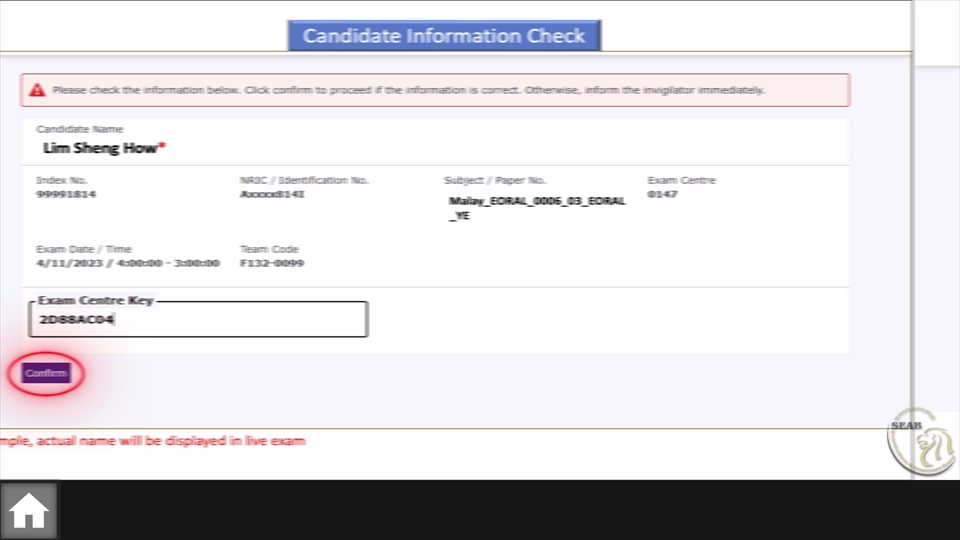 Candidate Information Check
Please check the information below. Click confirm to proceed if the information is correct. Otherwise, inform the invigilator immediately.
Candidate Name
Lim Sheng How*
Index No.
NRIC / Identification No.
Subject / Paper No.
Exam Centre
99991814
Axxxxx814I
Malay_EORAL_0006_03_EORAL
_YE
0147
Exam Date / Time
Team Code
4/11/2023 / 4:00:00 - 3:00:00
F132-0099
Exam Centre Key
2D88AC04
Confirm
mple, actual name will be displayed in live exam
SEAB